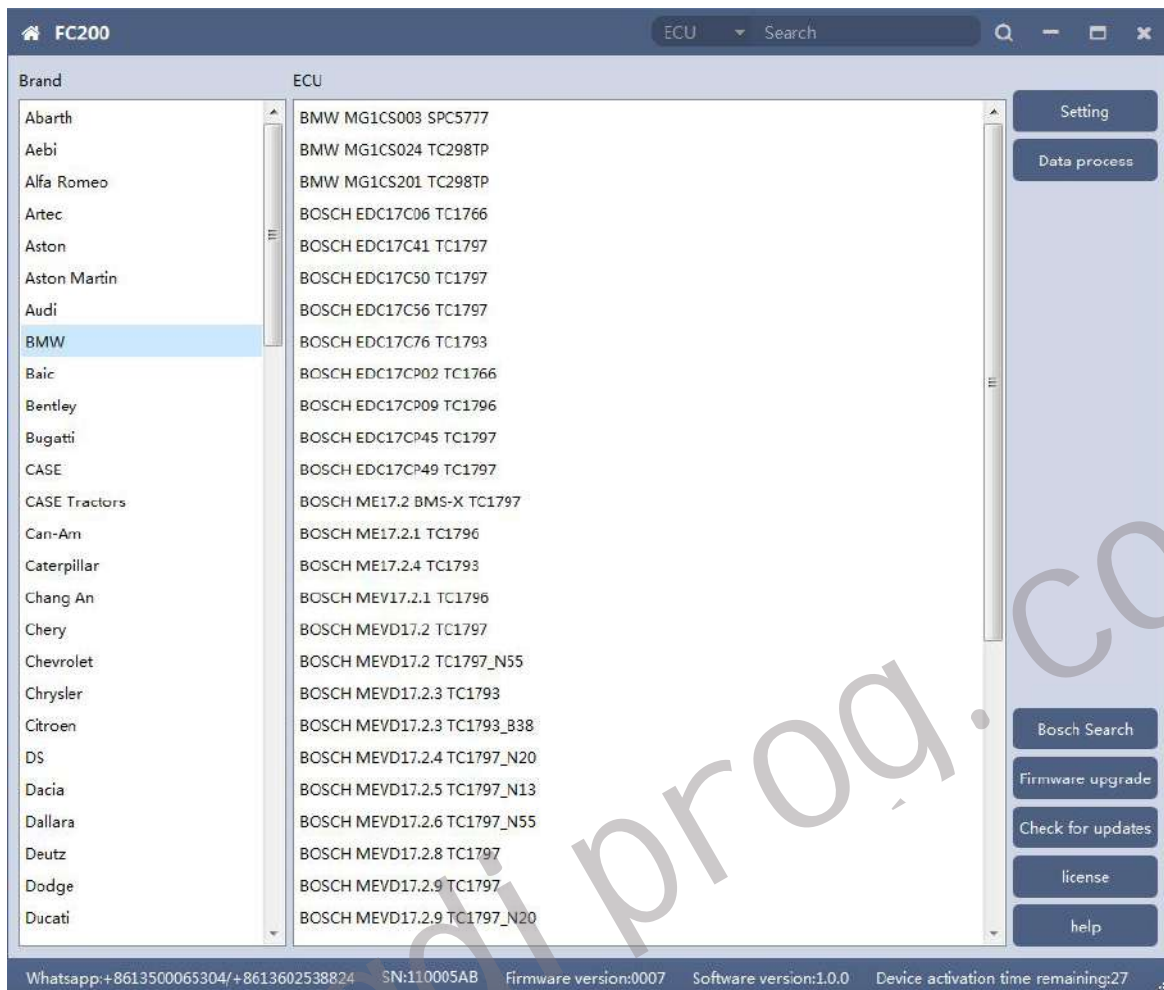 FC200
ECU Search
Brand
Abarth
Aebi
Alfa Romeo
Artec
Aston
Aston Martin
Audi
BMW
Baic
Bentley
Bugatti
CASE
CASE Tractors
Can-Am
Caterpillar
Chang An
Chery
Chevrolet
Chrysler
Citroen
DS
Dacia
Dallara
Deutz
Dodge
Ducati
ECU
BMW MG1CS003 SPC5777
BMW MG1CS024 TC298TP
BMW MG1CS201 TC298TP
BOSCH EDC17C06 TC1766
BOSCH EDC17C41 TC1797
BOSCH EDC17C50 TC1797
BOSCH EDC17C56 TC1797
BOSCH EDC17C76 TC1793
BOSCH EDC17CP02 TC1766
BOSCH EDC17CP09 TC1796
BOSCH EDC17CP45 TC1797
BOSCH EDC17CP49 TC1797
BOSCH ME17.2 BMS-X TC1797
BOSCH ME17.2.1 TC1796
BOSCH ME17.2.4 TC1793
BOSCH MEV17.2.1 TC1796
BOSCH MEVD17.2 TC1797
BOSCH MEVD17.2 TC1797_N55
BOSCH MEVD17.2.3 TC1793
BOSCH MEVD17.2.3 TC1793_B38
BOSCH MEVD17.2.4 TC1797_N20
BOSCH MEVD17.2.5 TC1797_N13
BOSCH MEVD17.2.6 TC1797_N55
BOSCH MEVD17.2.8 TC1797
BOSCH MEVD17.2.9 TC1797
BOSCH MEVD17.2.9 TC1797_N20
Setting
Data process
Bosch Search
Firmware upgrade
Check for updates
license
help
Whatsapp:+8613500065304/+8613602538824 SN:110005AB Firmware version:0007 Software version:1.0.0 Device activation time remaining:27